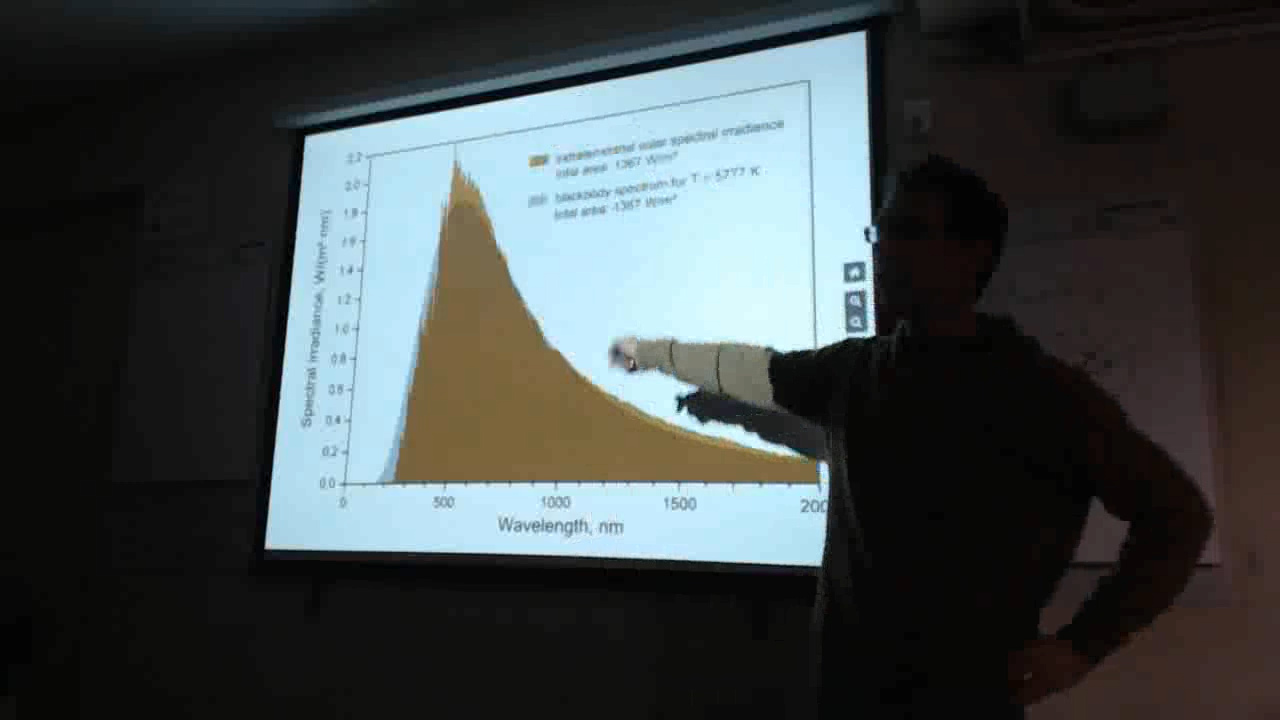 extraterrestrial solar spectral irradiance
total area: 1367 W/m²
blackbody spectrum for T = 5777 K
total area: 1367 W/m²
Spectral irradiance, W/(m² nm)
2.2
2.0
1.8
1.6
1.4
1.2
1.0
0.8
0.6
0.4
0.2
0.0
0
500
1000
1500
200
Wavelength, nm